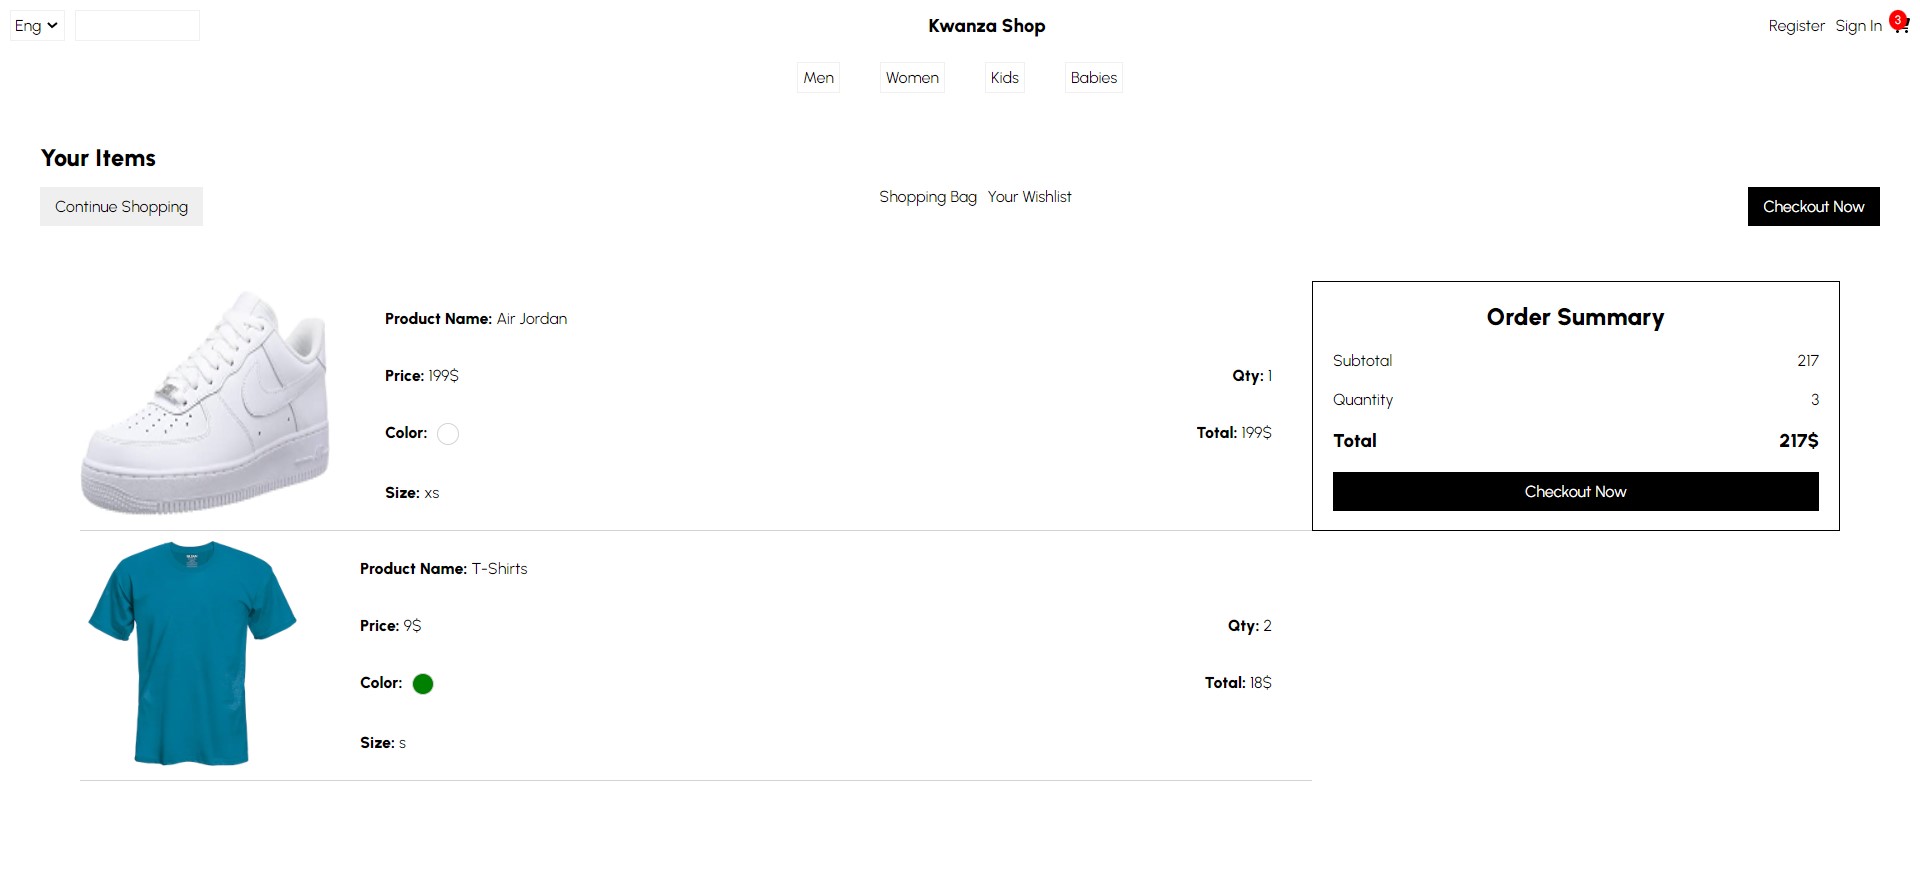 Eng
Kwanza Shop
Register Sign In 3
Men Women Kids Babies
Your Items
Continue Shopping
Shopping Bag Your Wishlist
Checkout Now
Product Name: Air Jordan
Price: 199$
Qty: 1
Color:
Total: 199$
Size: xs
Order Summary
Subtotal 217
Quantity 3
Total 217$
Checkout Now
Product Name: T-Shirts
Price: 9$
Qty: 2
Color:
Total: 18$
Size: s